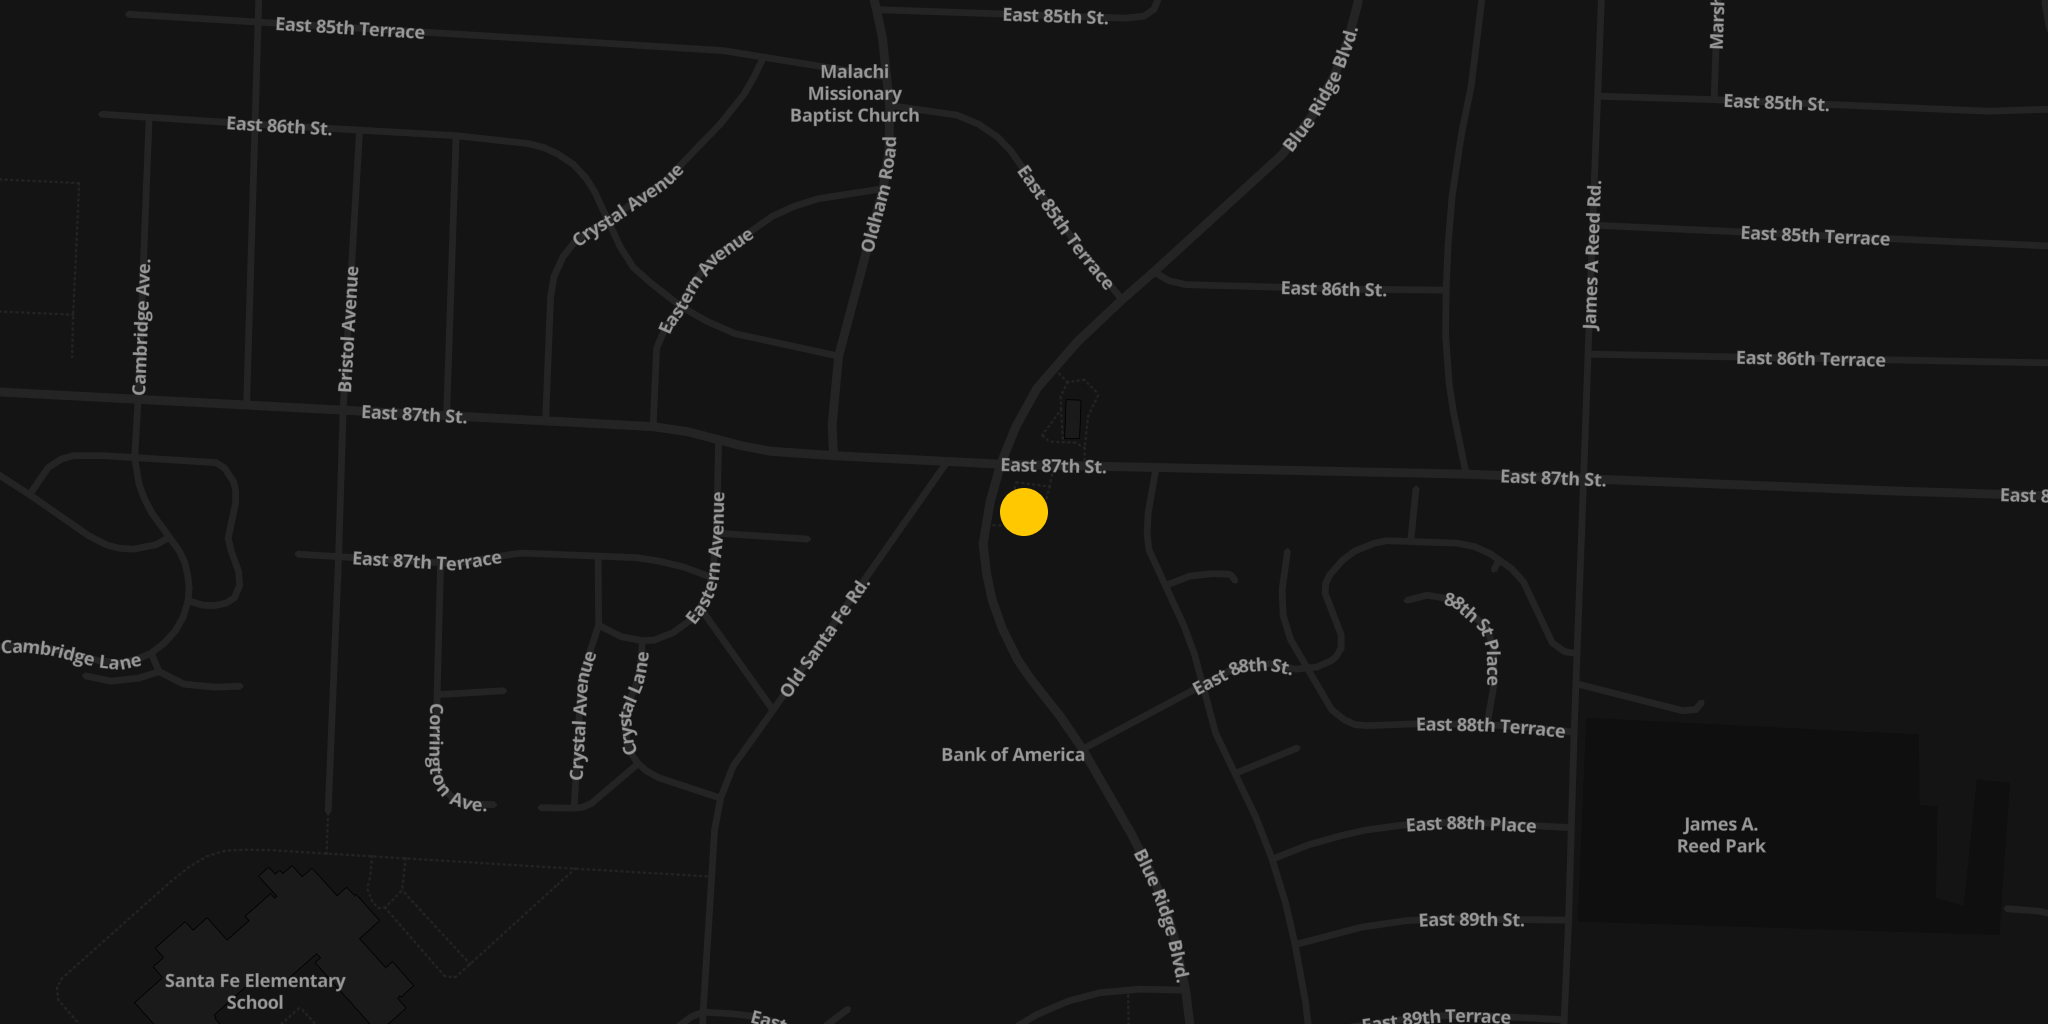 East 85th Terrace
East 85th St.
Marsh
Blue Ridge Blvd.
Malachi
Missionary
Baptist Church
East 86th St.
East 85th St.
Crystal Avenue
Oldham Road
East 85th Terrace
James A Reed Rd.
East 85th Terrace
Eastern Avenue
Cambridge Ave.
Bristol Avenue
East 86th St.
East 86th Terrace
East 87th St.
East 87th St.
East 87th St.
East 8
East 87th Terrace
Eastern Avenue
Old Santa Fe Rd.
88th St Place
Cambridge Lane
East 88th St.
Crystal Avenue
Crystal Lane
Corrington Ave.
East 88th Terrace
Bank of America
East 88th Place
James A.
Reed Park
Blue Ridge Blvd.
East 89th St.
Santa Fe Elementary
School
East
East 89th Terrace